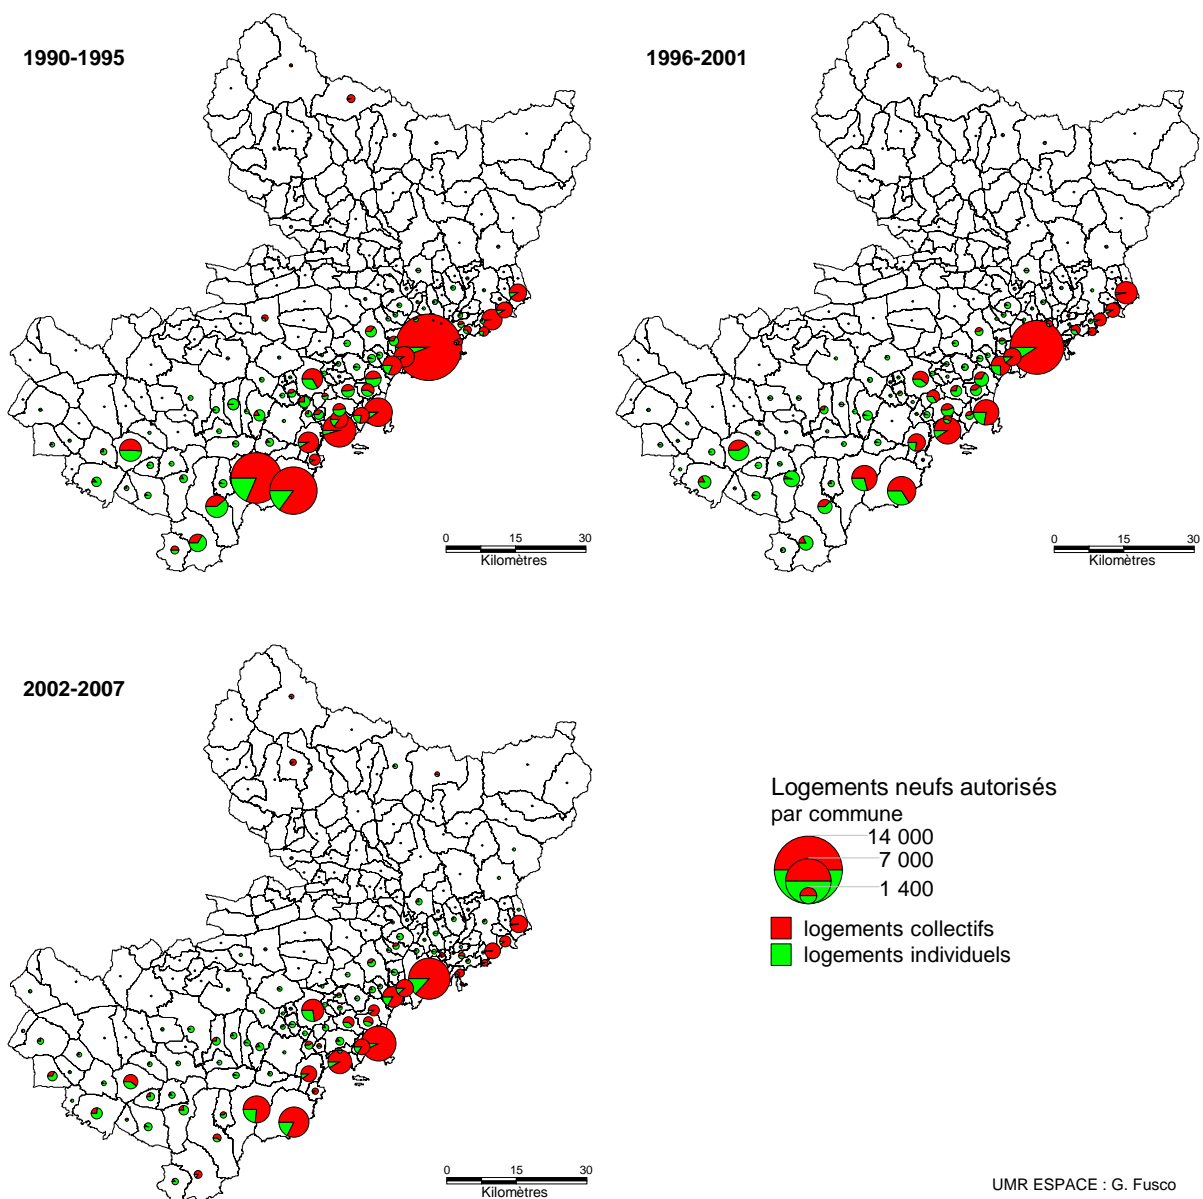 1990-1995
1996-2001
0 15 30
Kilomètres
0 15 30
Kilomètres
2002-2007
Logements neufs autorisés
par commune
14 000
7 000
1 400
logements collectifs
logements individuels
0 15 30
Kilomètres
UMR ESPACE : G. Fusco